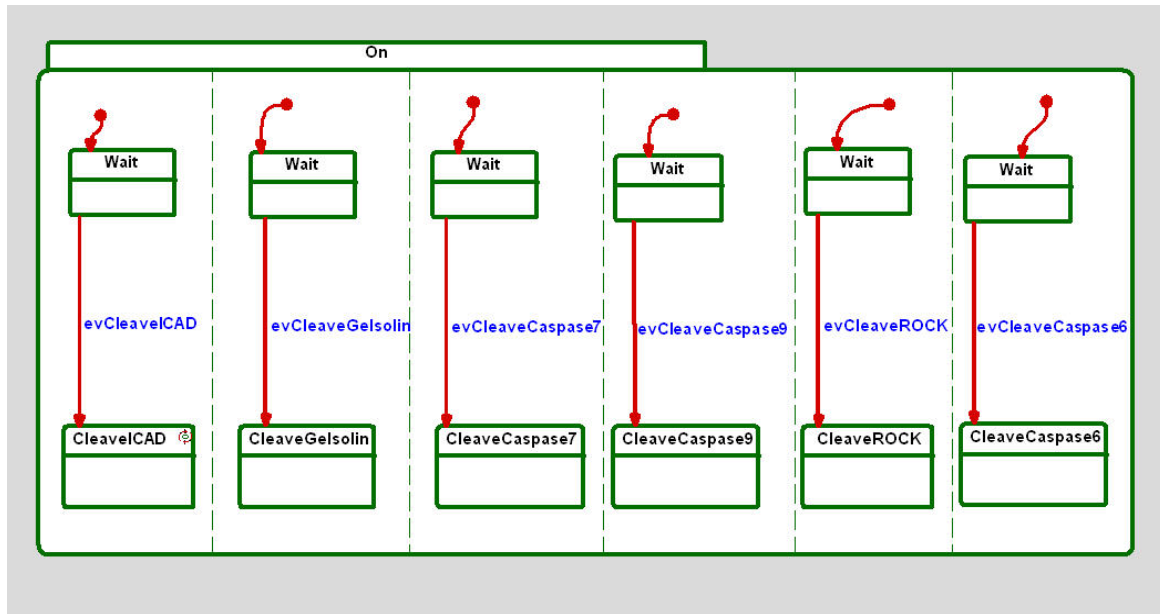 On
Wait
Wait
Wait
Wait
Wait
Wait
evCleaveICAD
evCleaveGelsolin
evCleaveCaspase7
evCleaveCaspase9
evCleaveROCK
evCleaveCaspase6
CleaveICAD
CleaveGelsolin
CleaveCaspase7
CleaveCaspase9
CleaveROCK
CleaveCaspase6